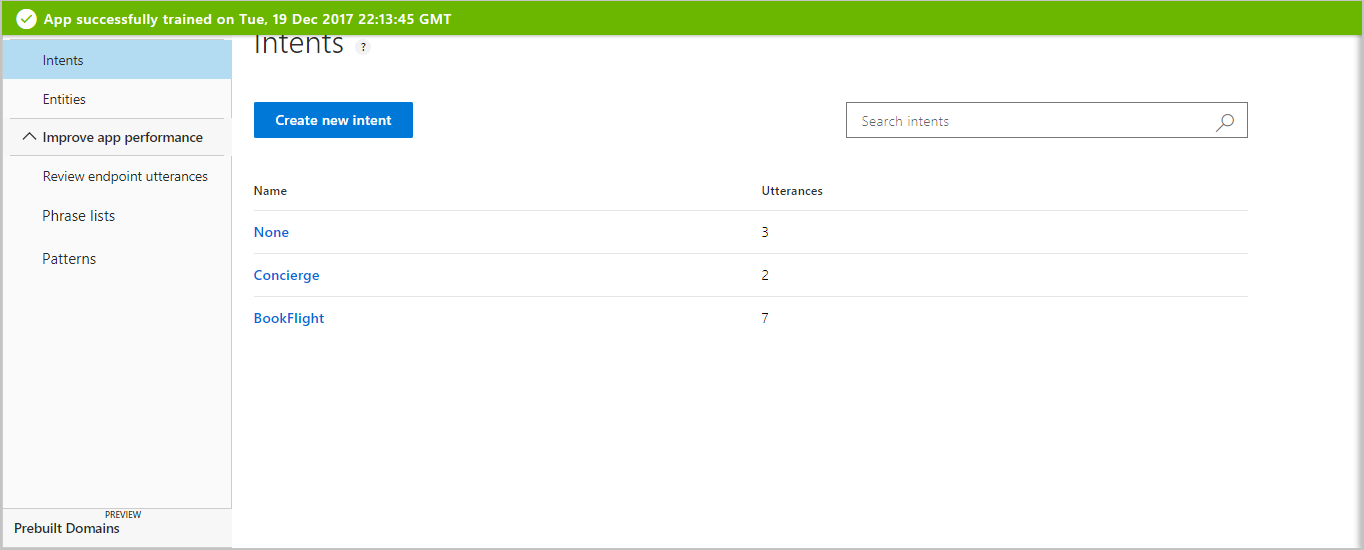 App successfully trained on Tue, 19 Dec 2017 22:13:45 GMT
Intents
Entities
Improve app performance
Review endpoint utterances
Phrase lists
Patterns
PREVIEW
Prebuilt Domains
Intents ?
Create new intent
Search intents
Name Utterances
None 3
Concierge 2
BookFlight 7